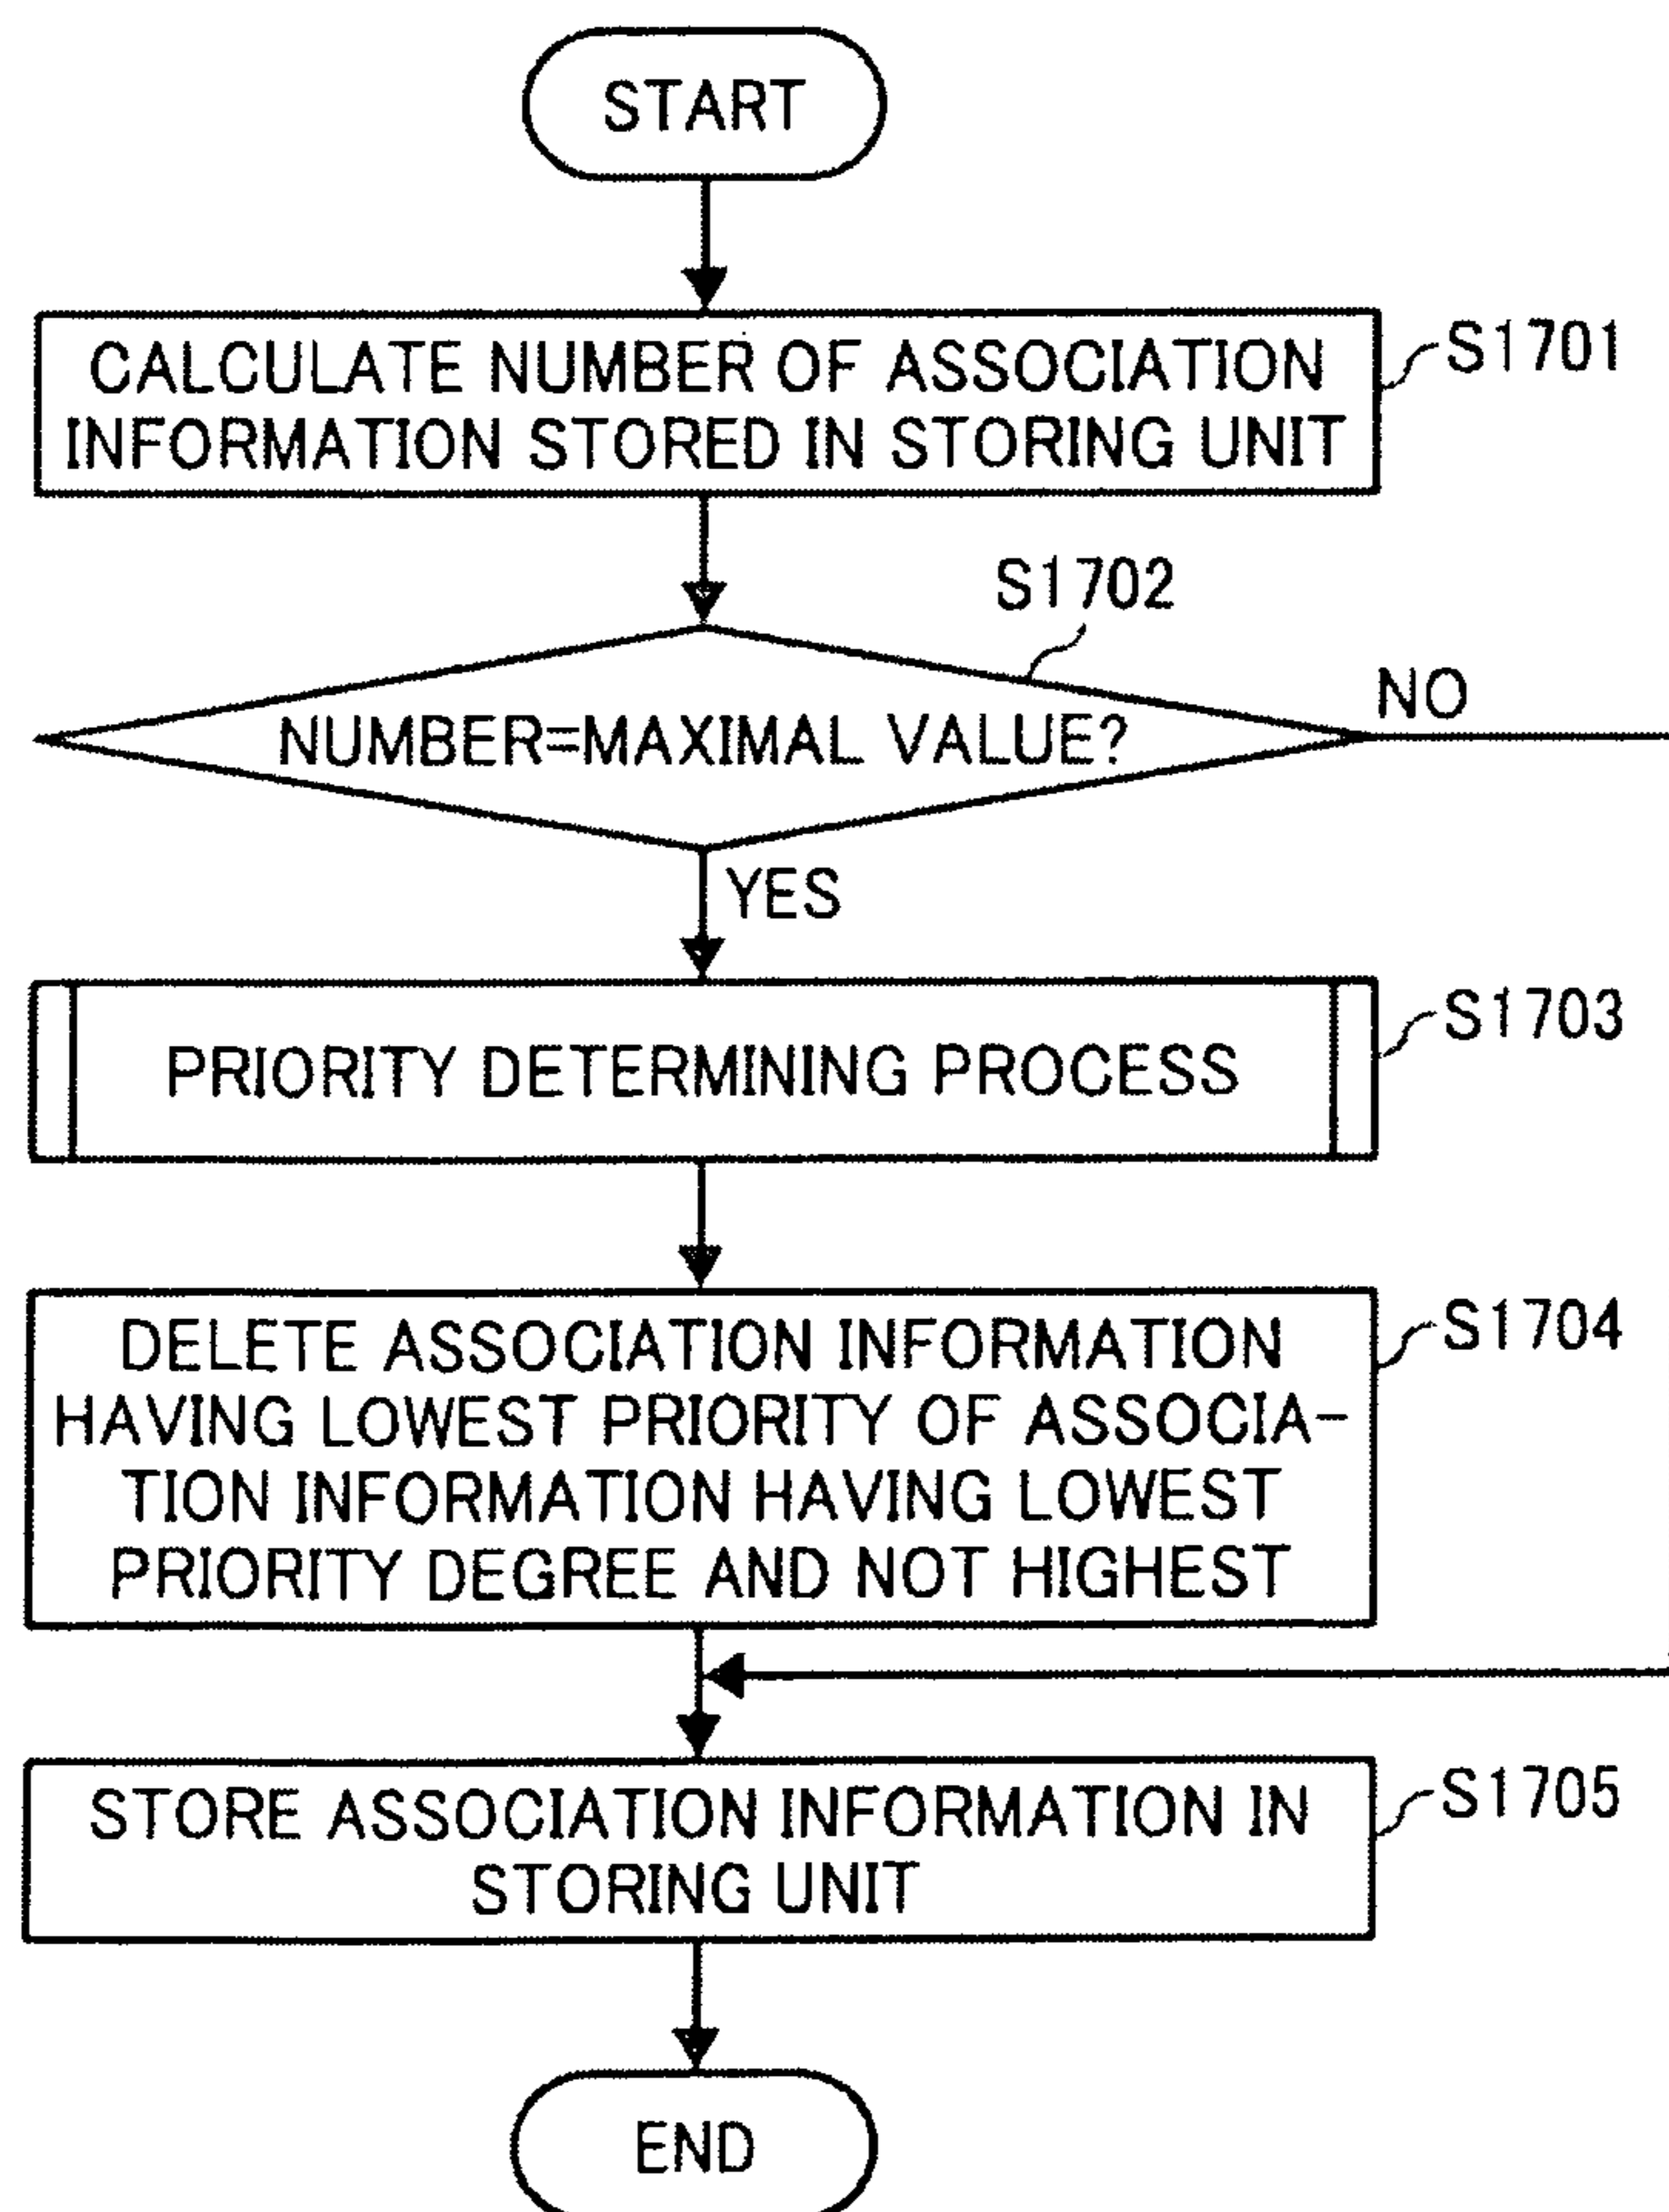 START
CALCULATE NUMBER OF ASSOCIATION
INFORMATION STORED IN STORING UNIT
S1701
S1702
NUMBER=MAXIMAL VALUE?
NO
YES
PRIORITY DETERMINING PROCESS
S1703
DELETE ASSOCIATION INFORMATION
HAVING LOWEST PRIORITY OF ASSOCIA-
TION INFORMATION HAVING LOWEST
PRIORITY DEGREE AND NOT HIGHEST
S1704
STORE ASSOCIATION INFORMATION IN
STORING UNIT
S1705
END